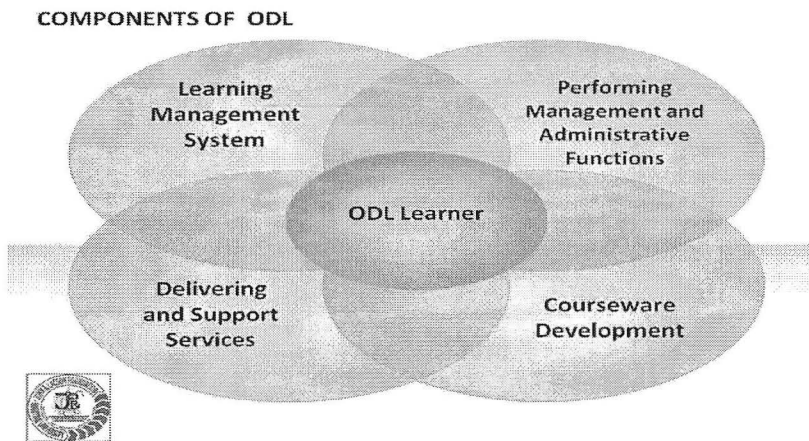 COMPONENTS OF ODL
Learning
Management
System
Performing
Management and
Administrative
Functions
ODL Learner
Delivering
and Support
Services
Courseware
Development